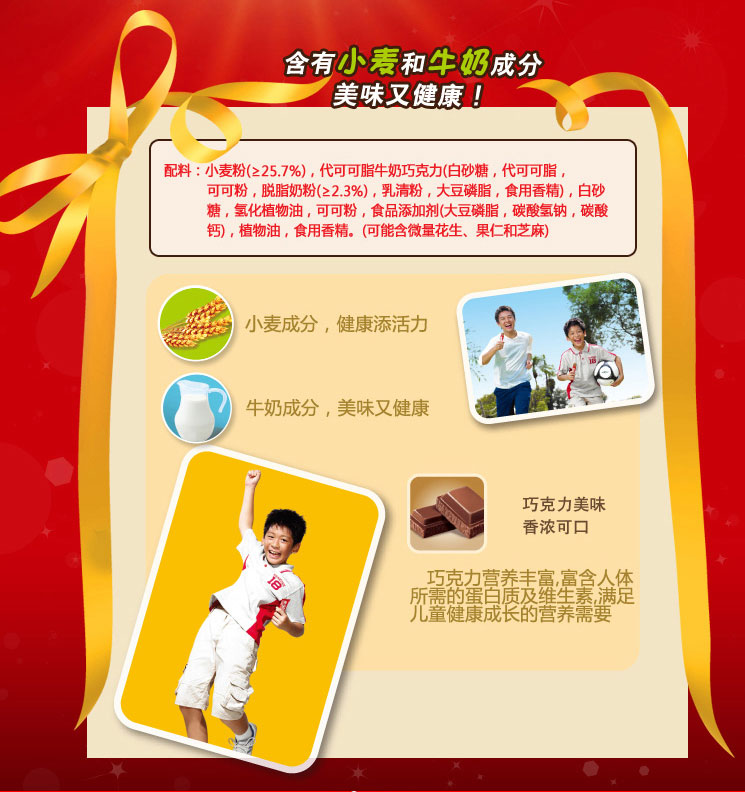 含有小麦和牛奶成分
美味又健康！
配料：小麦粉(≥25.7%)，代可可脂牛奶巧克力(白砂糖，代可可脂，
可可粉，脱脂奶粉(≥2.3%)，乳清粉，大豆磷脂，食用香精)，白砂
糖，氢化植物油，可可粉，食品添加剂(大豆磷脂，碳酸氢钠，碳酸
钙)，植物油，食用香精。(可能含微量花生、果仁和芝麻)
小麦成分，健康添活力
牛奶成分，美味又健康
18
18
巧克力美味
香浓可口
巧克力营养丰富,富含人体
所需的蛋白质及维生素,满足
儿童健康成长的营养需要